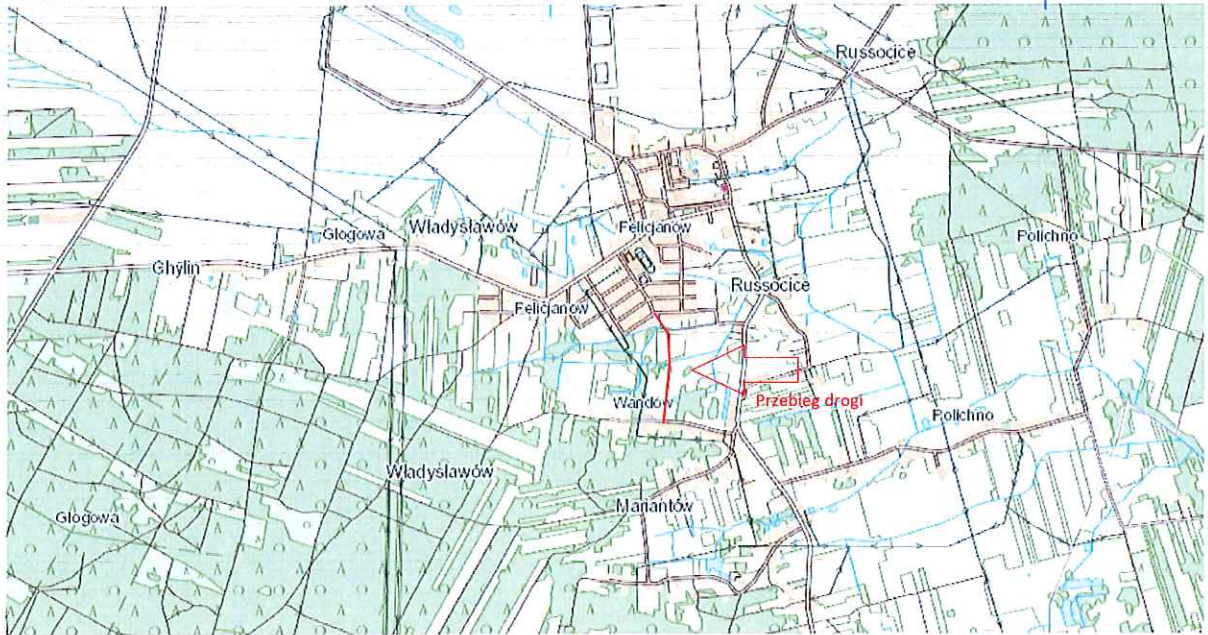 Russocice
Władysławów
Felicjanów
Głogowa
Polichno
Chylin
Russocice
Felicjanów
Wandów
Przebieg drogi
Polichno
Władysławów
Mariantów
Głogowa